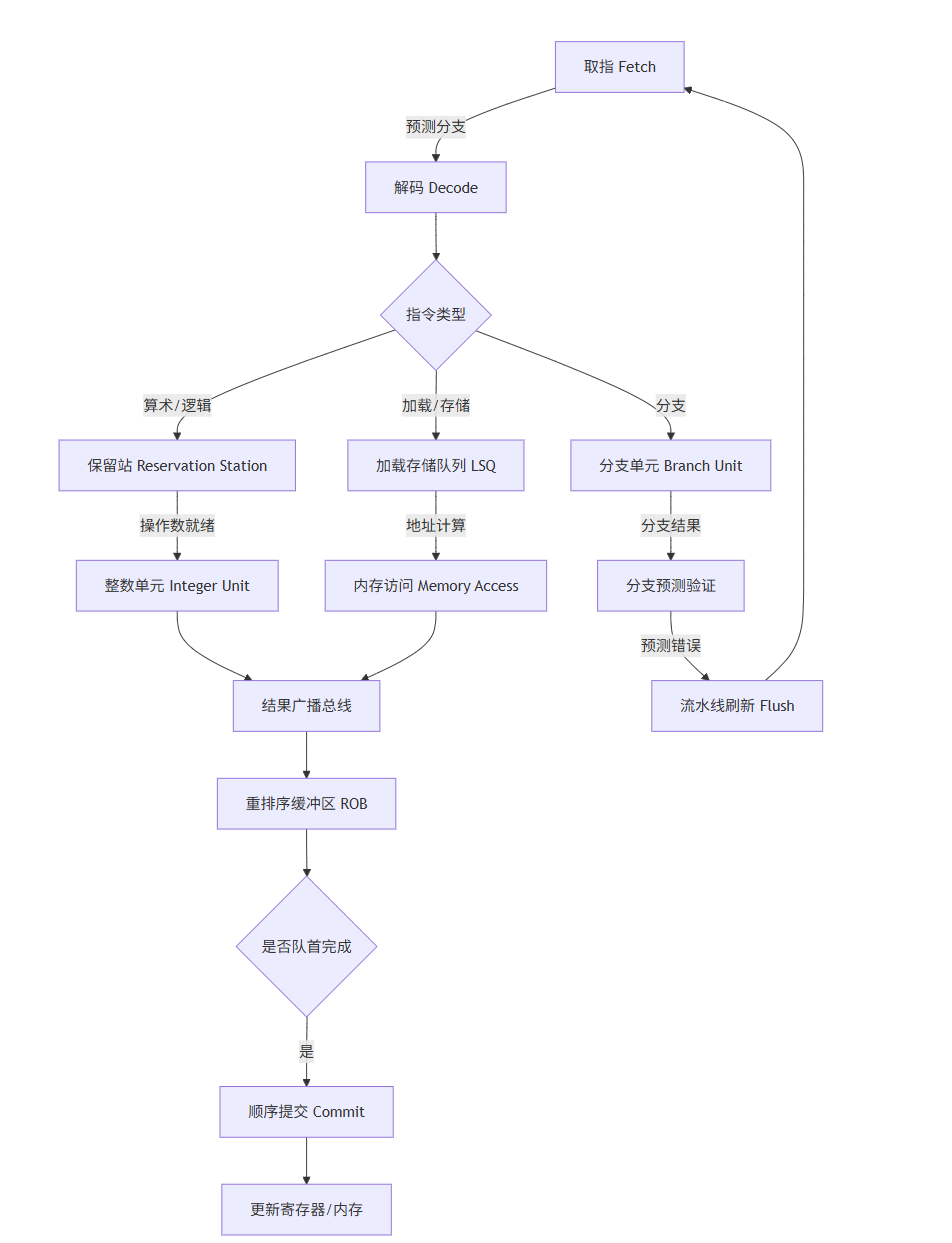 取指 Fetch
预测分支
解码 Decode
指令类型
算术/逻辑
加载/存储
分支
保留站 Reservation Station
加载存储队列 LSQ
分支单元 Branch Unit
操作数就绪
地址计算
分支结果
整数单元 Integer Unit
内存访问 Memory Access
分支预测验证
预测错误
结果广播总线
流水线刷新 Flush
重排序缓冲区 ROB
是否队首完成
是
顺序提交 Commit
更新寄存器/内存